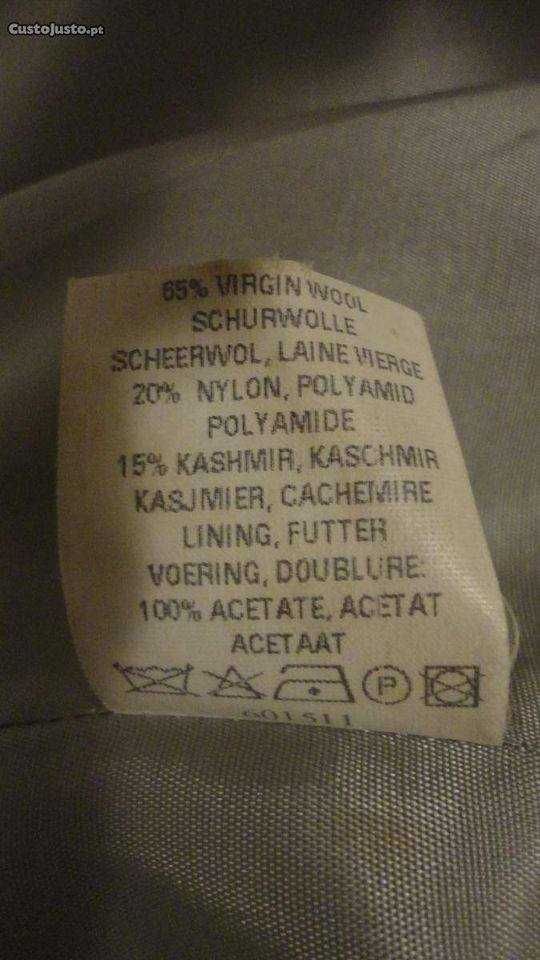 CustoJusto.pt
65% VIRGIN WOOL
SCHURWOLLE
SCHEERWOL, LAINE VIERGE
20% NYLON, POLYAMID
POLYAMIDE
15% KASHMIR, KASCHMIR
KASJMIER, CACHEMIRE
LINING, FUTTER
VOERING, DOUBLURE:
100% ACETATE, ACETAT
ACETAAT
P
601511